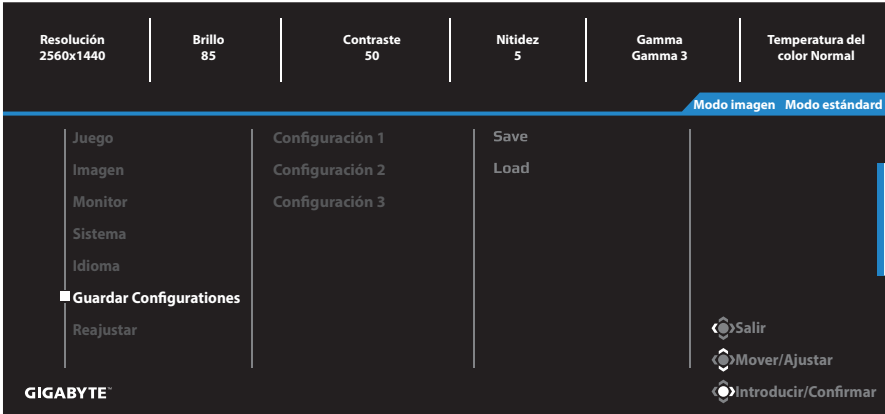 Resolución
2560x1440
Brillo
85
Contraste
50
Nitidez
5
Gamma
Gamma 3
Temperatura del
color Normal
Modo imagen Modo estándard
Juego
Imagen
Monitor
Sistema
Idioma
Guardar Configurationes
Reajustar
Configuración 1
Configuración 2
Configuración 3
Save
Load
Salir
Mover/Ajustar
Introducir/Confirmar
GIGABYTE™